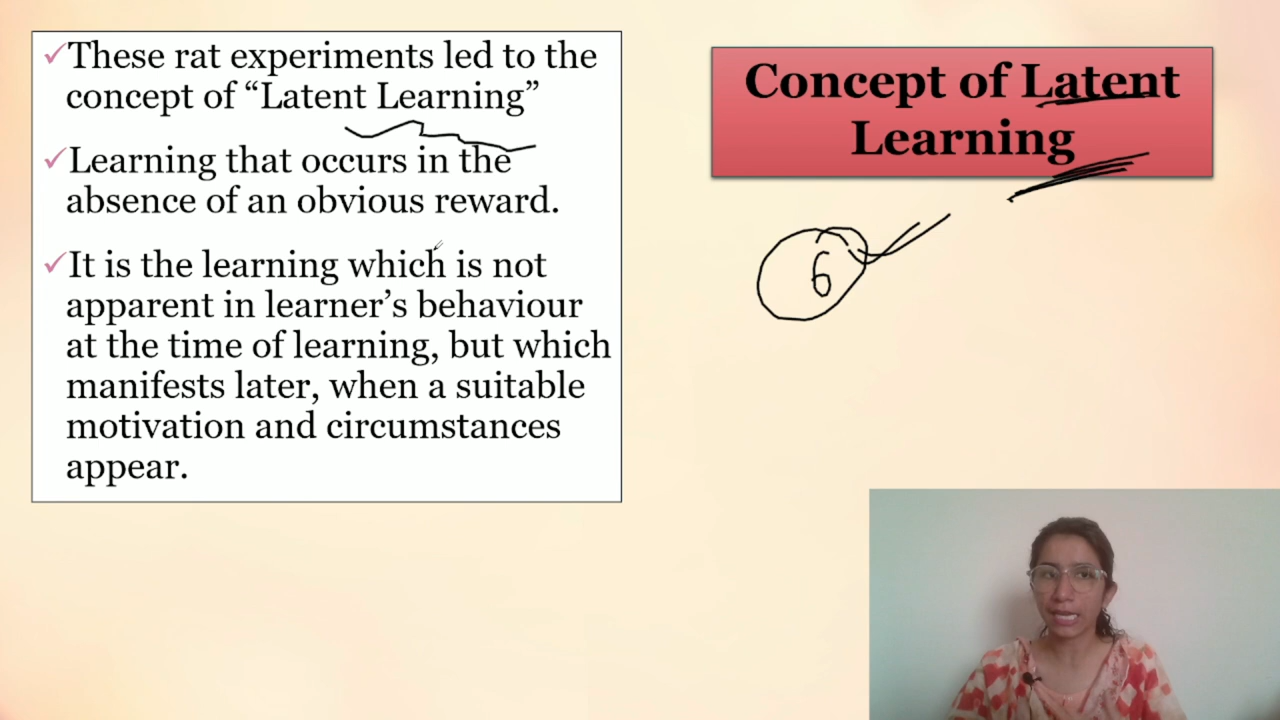 These rat experiments led to the
concept of “Latent Learning”
Learning that occurs in the
absence of an obvious reward.
It is the learning which is not
apparent in learner’s behaviour
at the time of learning, but which
manifests later, when a suitable
motivation and circumstances
appear.
Concept of Latent
Learning
6